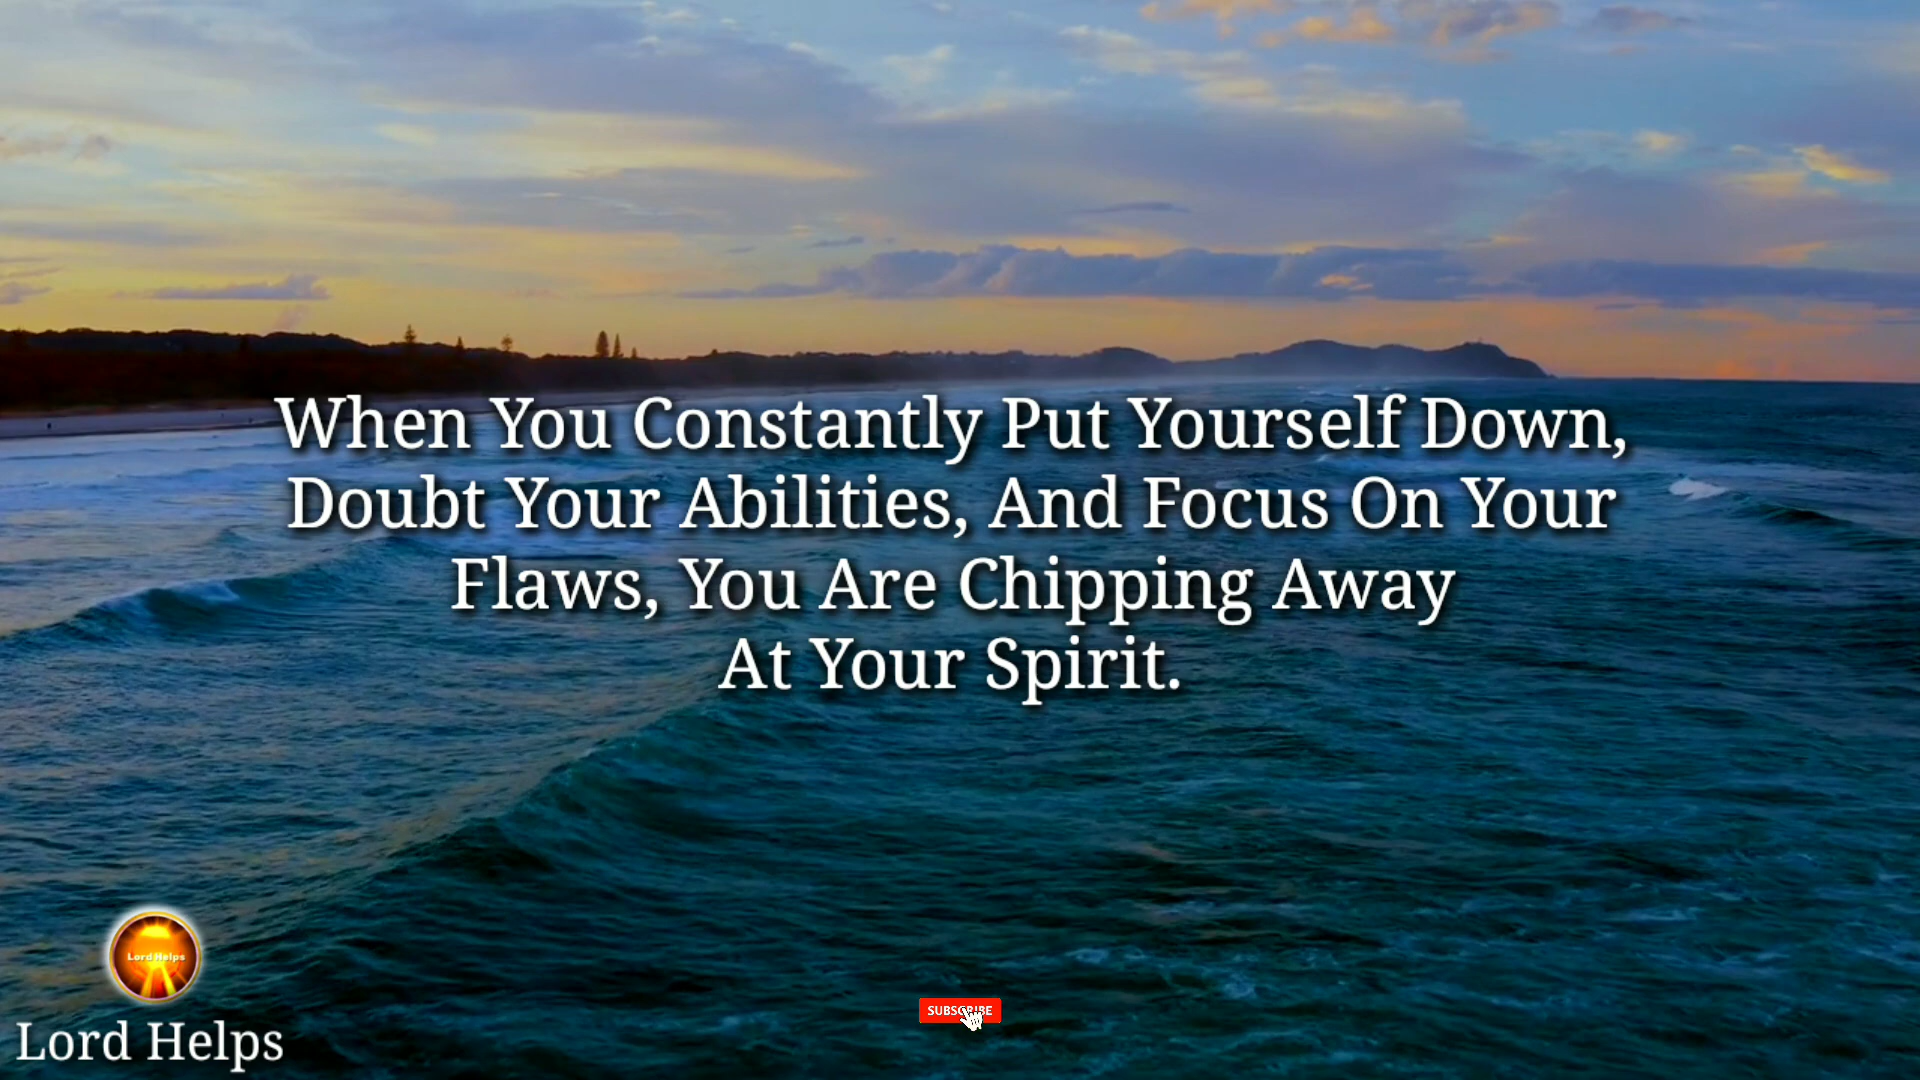 When You Constantly Put Yourself Down,
Doubt Your Abilities, And Focus On Your
Flaws, You Are Chipping Away
At Your Spirit.
Lord Helps
SUBSCRIBE
Lord Helps